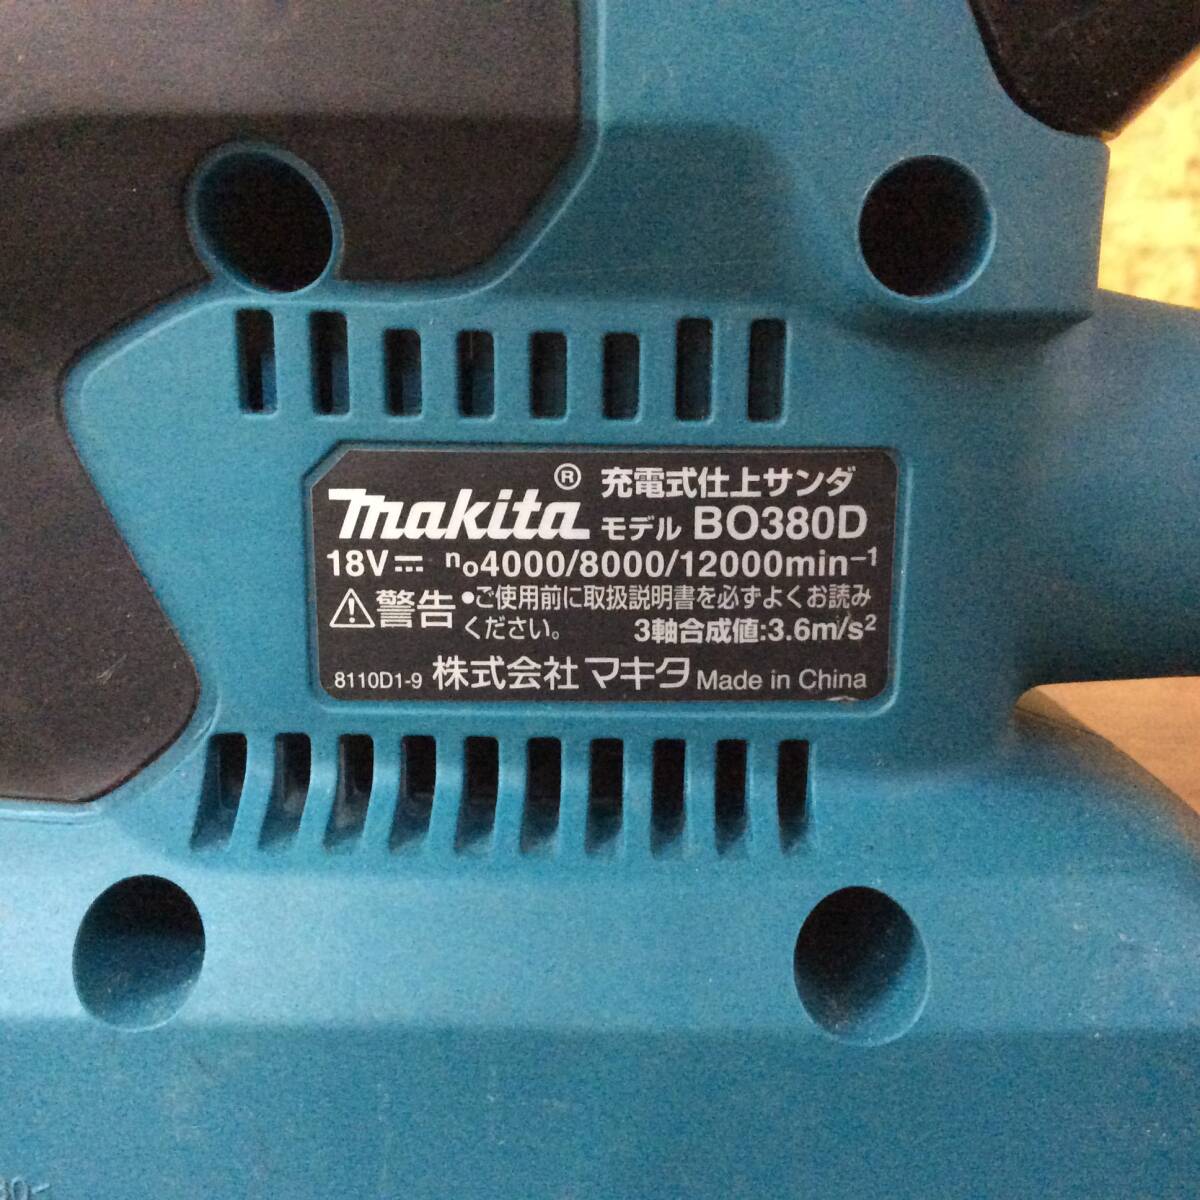 makita® 充電式仕上サンダ
モデル BO380D
18V⎓ no4000/8000/12000min⁻¹
⚠警告 •ご使用前に取扱説明書を必ずよくお読み
ください。 3軸合成値:3.6m/s²
8110D1-9 株式会社 マキタ Made in China